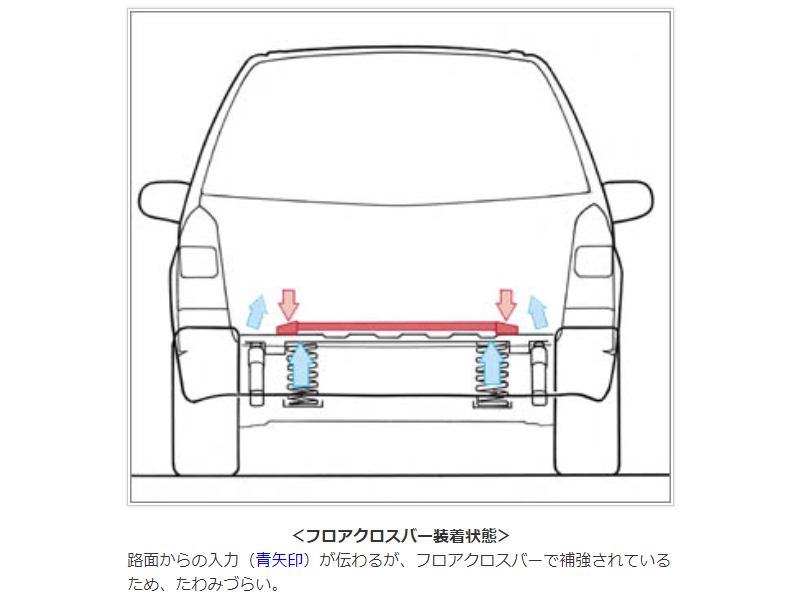 ＜フロアクロスバー装着状態＞
路面からの入力（青矢印）が伝わるが、フロアクロスバーで補強されている
ため、たわみづらい。